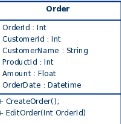 Order
OrderId : Int
CustomerId : Int
CustomerName : String
ProductId : Int
Amount : Float
OrderDate : Datetime
+ CreateOrder();
+ EditOrder(Int OrderId)